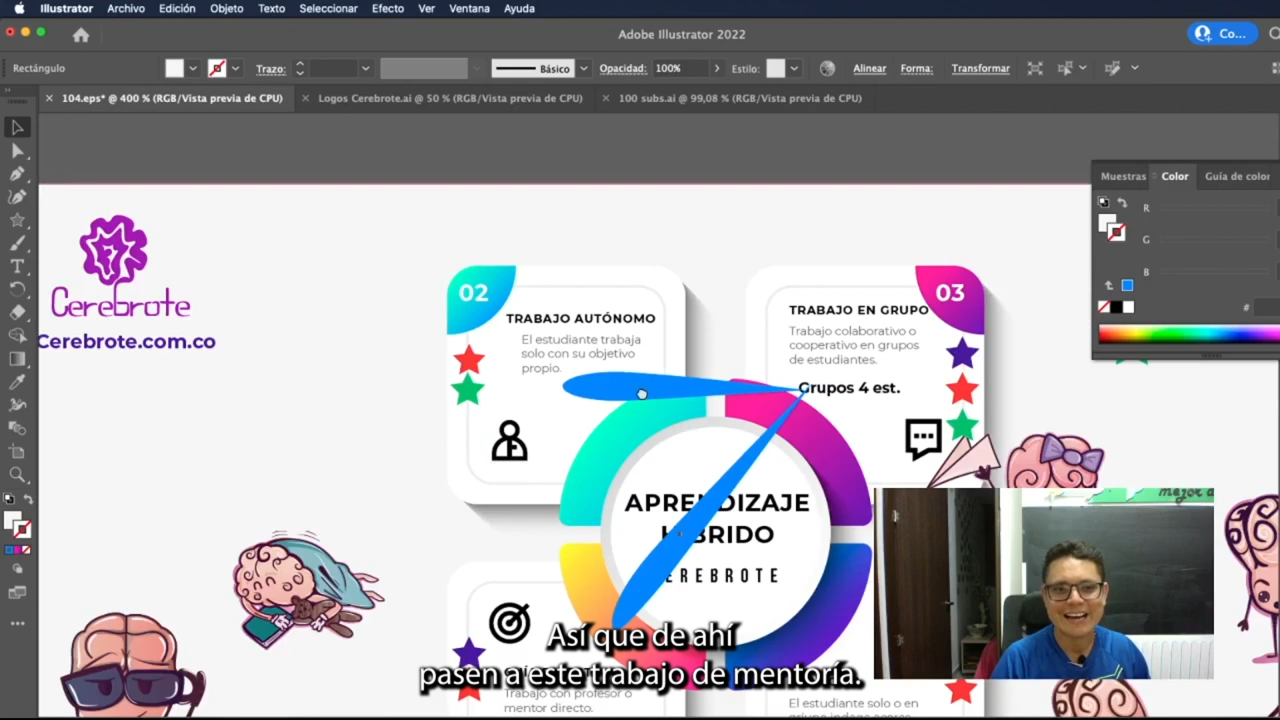 Illustrator Archivo Edición Objeto Texto Seleccionar Efecto Ver Ventana Ayuda
Adobe Illustrator 2022
Co...
Rectángulo
Trazo:
Básico
Opacidad: 100%
Estilo:
Alinear
Forma:
Transformar
104.eps* @ 400 % (RGB/Vista previa de CPU)
Logos Cerebrote.ai @ 50 % (RGB/Vista previa de CPU)
100 subs.ai @ 99,08 % (RGB/Vista previa de CPU)
Muestras Color Guía de color
R
G
B
#
Cerebrote
Cerebrote.com.co
02
TRABAJO AUTÓNOMO
El estudiante trabaja
solo con su objetivo
propio.
03
TRABAJO EN GRUPO
Trabajo colaborativo o
cooperativo en grupos
de estudiantes.
Grupos 4 est.
mejor
APRENDIZAJE
HÍBRIDO
CEREBROTE
Trabajo con profesor o
mentor directo.
El estudiante solo o en
Así que de ahí
pasen a este trabajo de mentoría.